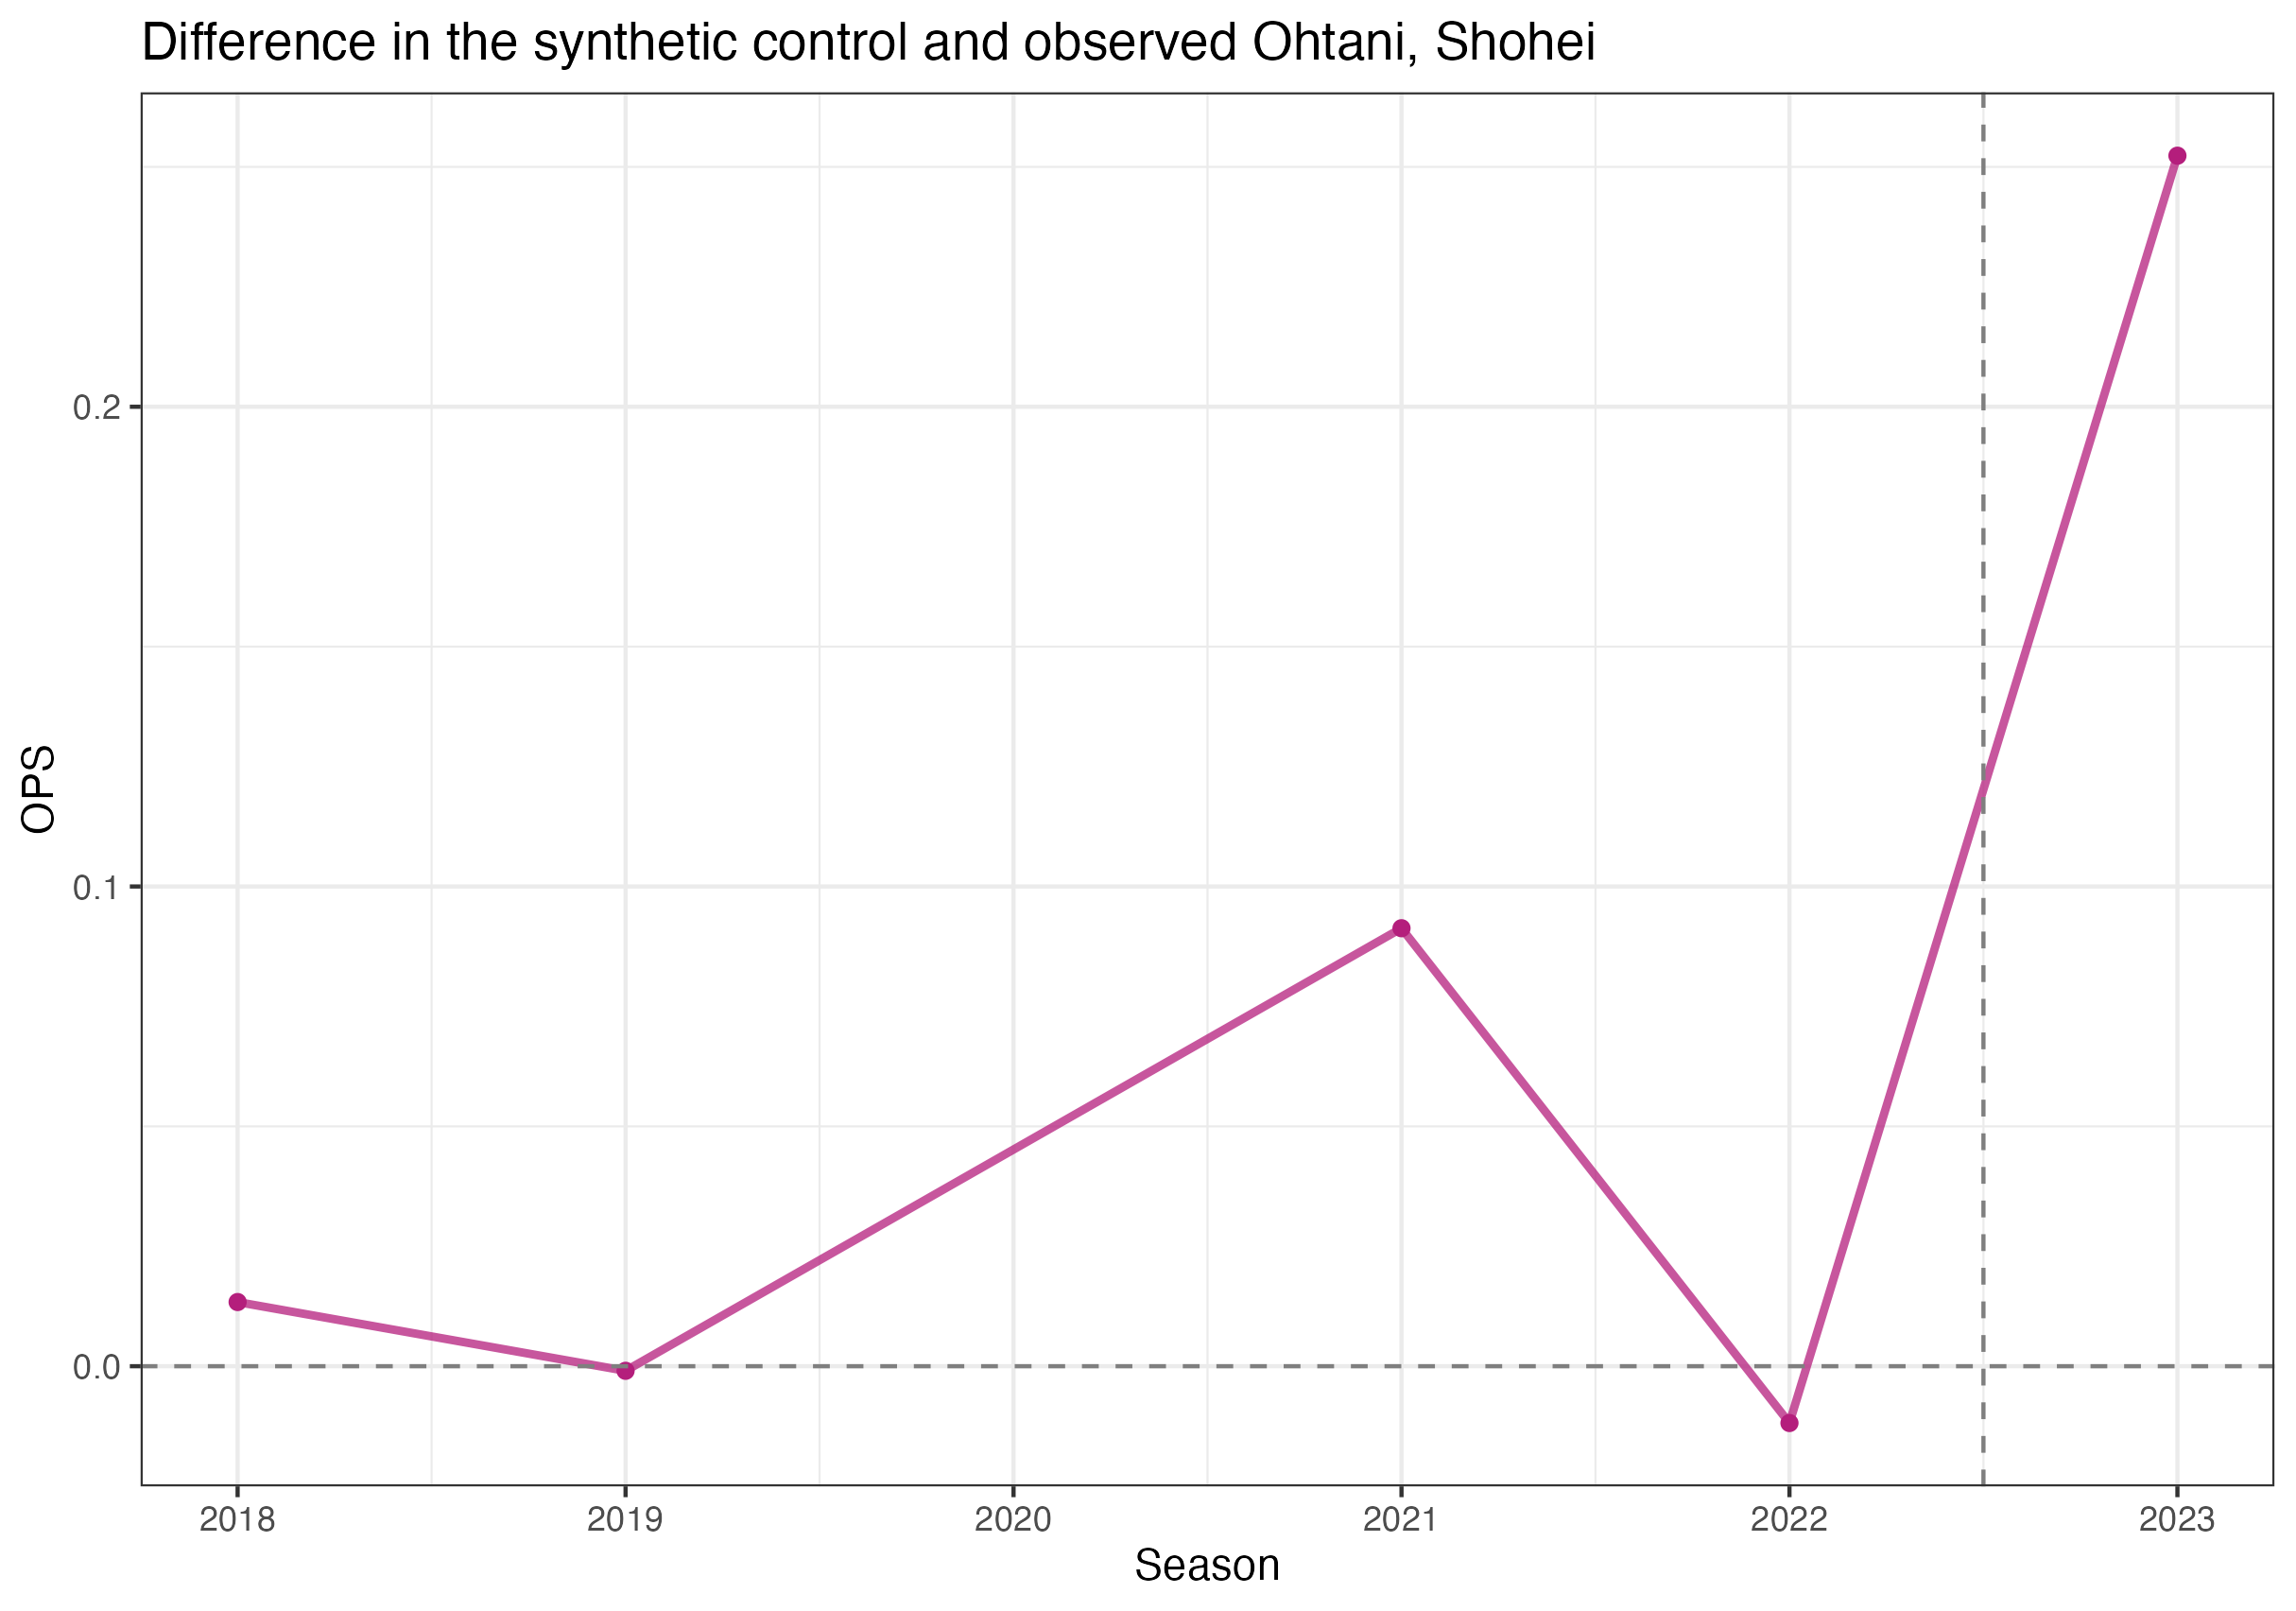 Difference in the synthetic control and observed Ohtani, Shohei
OPS
0.2
0.1
0.0
2018 2019 2020 2021 2022 2023
Season